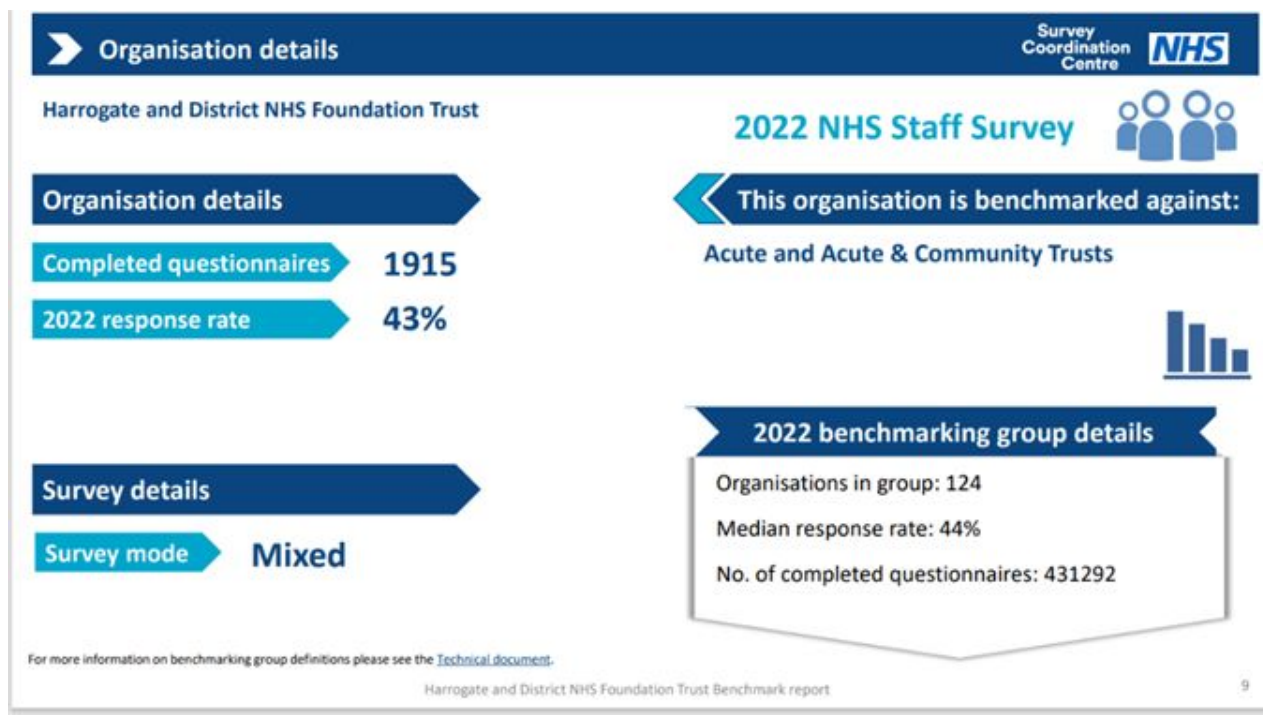 Organisation details
Survey
Coordination
Centre
NHS
Harrogate and District NHS Foundation Trust
2022 NHS Staff Survey
Organisation details
This organisation is benchmarked against:
Completed questionnaires 1915
Acute and Acute & Community Trusts
2022 response rate 43%
2022 benchmarking group details
Survey details
Organisations in group: 124
Median response rate: 44%
Survey mode Mixed
No. of completed questionnaires: 431292
For more information on benchmarking group definitions please see the Technical document.
Harrogate and District NHS Foundation Trust Benchmark report
9